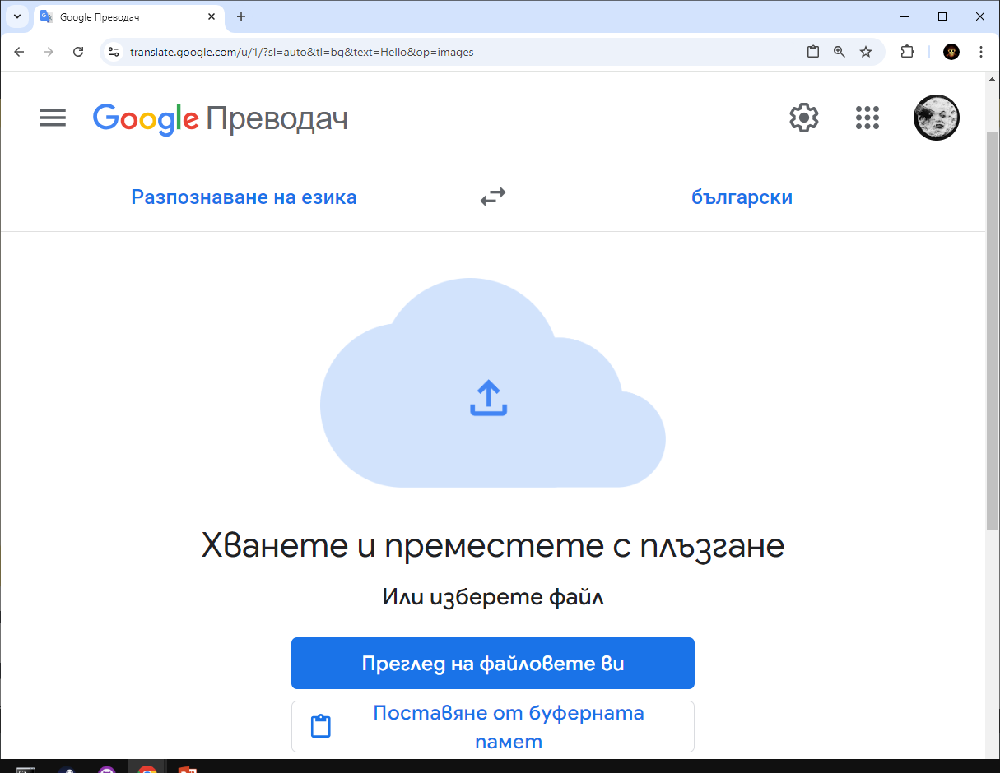 Google Преводач
translate.google.com/u/1/?sl=auto&tl=bg&text=Hello&op=images
Google Преводач
Разпознаване на езика
български
Хванете и преместете с плъзгане
Или изберете файл
Преглед на файловете ви
Поставяне от буферната
памет